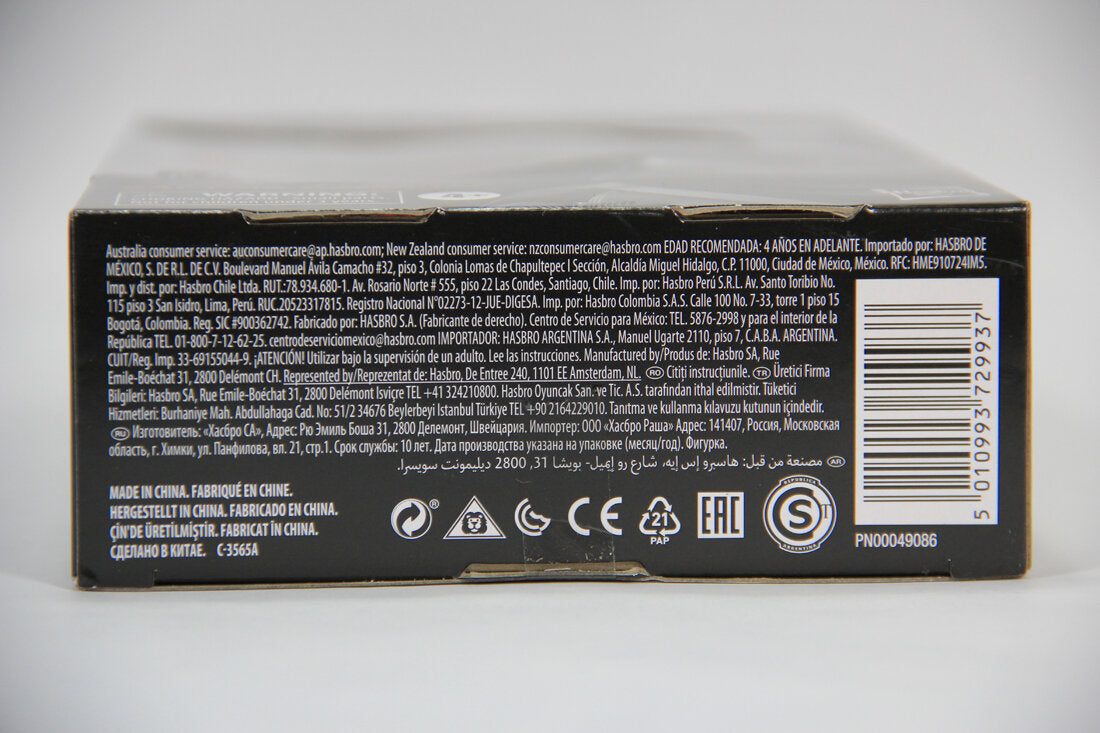 WARNING:
4+
Australia consumer service: auconsumercare@ap.hasbro.com; New Zealand consumer service: nzconsumercare@hasbro.com EDAD RECOMENDADA: 4 AÑOS EN ADELANTE. Importado por: HASBRO DE
MÉXICO, S. DE R.L. DE C.V. Boulevard Manuel Ávila Camacho #32, piso 3, Colonia Lomas de Chapultepec I Sección, Alcaldía Miguel Hidalgo, C.P. 11000, Ciudad de México, México. RFC: HME910724IM5.
Imp. y dist. por: Hasbro Chile Ltd. RUT.:78.934.680-1. Av. Rosario Norte # 555, piso 22 Las Condes, Santiago, Chile. Imp. por: Hasbro Perú S.R.L. Av. Santo Toribio No.
115 piso 3 San Isidro, Lima, Perú. RUC.20523317815. Registro Nacional N°02273-12-JUE-DIGESA. Imp. por: Hasbro Colombia S.A.S. Calle 100 No. 7-33, torre 1 piso 15
Bogotá, Colombia. Reg. SIC #900362742. Fabricado por: HASBRO S.A. (Fabricante de derecho). Centro de Servicio para México: TEL. 5876-2998 y para el interior de la
República TEL. 01-800-7-12-62-25. centrodeserviciomexico@hasbro.com IMPORTADOR: HASBRO ARGENTINA S.A., Manuel Ugarte 2110, piso 7, C.A.B.A. ARGENTINA.
CUIT/Reg. Imp. 33-69155044-9. ¡ATENCIÓN! Utilizar bajo la supervisión de un adulto. Lee las instrucciones. Manufactured by/Produs de: Hasbro SA, Rue
Emile-Boéchat 31, 2800 Delémont CH. Represented by/Reprezentat de: Hasbro, De Entree 240, 1101 EE Amsterdam, NL. RO Citiți instrucțiunile. TR Üretici Firma
Bilgileri: Hasbro SA, Rue Emile-Boéchat 31, 2800 Delémont İsviçre TEL +41 324210800. Hasbro Oyuncak San. ve Tic. A.S. tarafından ithal edilmistir. Tüketici
Hizmetleri: Burhaniye Mah. Abdullahaga Cad. No: 51/2 34676 Beylerbeyi Istanbul Türkiye TEL +90 2164229010. Tanıtma ve kullanma kılavuzu kutunun içindedir.
RU Изготовитель: «Хасбро СА», Адрес: Рю Эмиль Боша 31, 2800 Делемонт, Швейцария. Импортер: ООО «Хасбро Раша» Адрес: 141407, Россия, Московская
область, г. Химки, ул. Панфилова, вл. 21, стр.1. Срок службы: 10 лет. Дата производства указана на упаковке (месяц/год). Фигурка.
AR مصنعة من قبل: هاسبرو إس إيه، شارع رو إيميل- بويشا 31, 2800 ديليمونت سويسرا.
MADE IN CHINA. FABRIQUÉ EN CHINE.
HERGESTELLT IN CHINA. FABRICADO EN CHINA.
ÇİN'DE ÜRETİLMİŞTİR. FABRICAT ÎN CHINA.
СДЕЛАНО В КИТАЕ. C-3565A
®
CE
21
PAP
EAC
REPUBLICA
S T
ARGENTINA
5 010993 729937
PN00049086